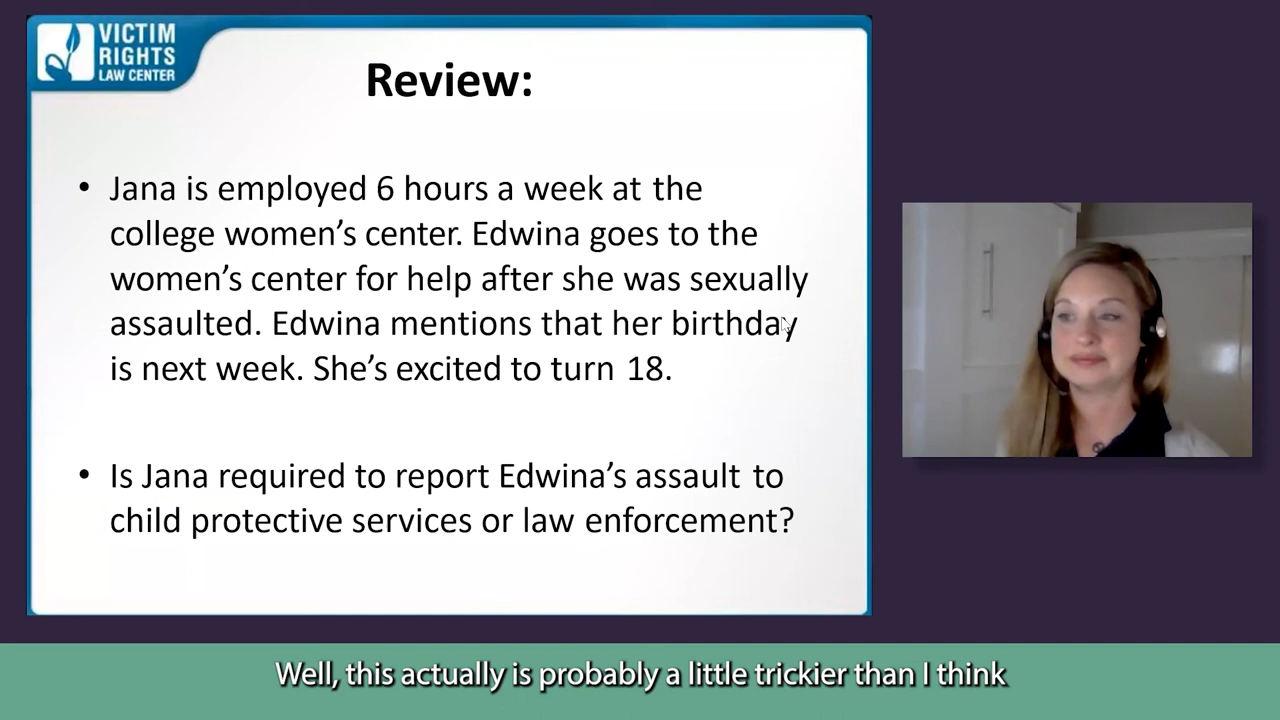 VICTIM
RIGHTS
LAW CENTER
Review:
• Jana is employed 6 hours a week at the
college women’s center. Edwina goes to the
women’s center for help after she was sexually
assaulted. Edwina mentions that her birthday
is next week. She’s excited to turn 18.
• Is Jana required to report Edwina’s assault to
child protective services or law enforcement?
Well, this actually is probably a little trickier than I think